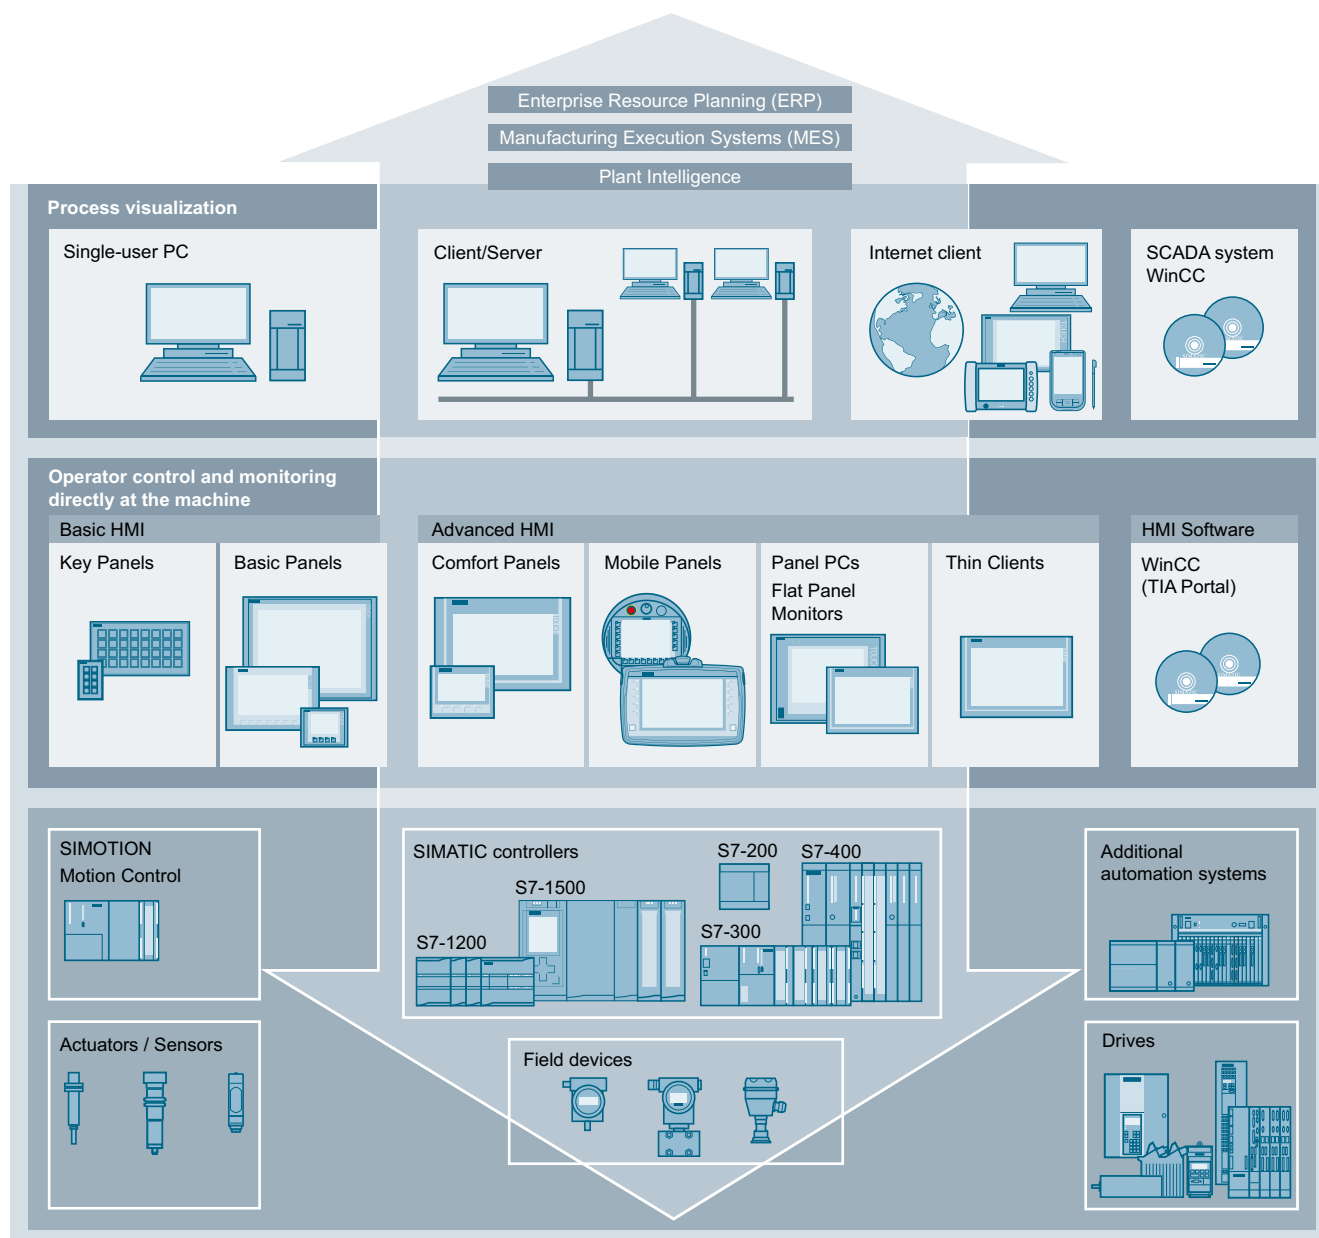 Enterprise Resource Planning (ERP)
Manufacturing Execution Systems (MES)
Plant Intelligence
Process visualization
Single-user PC
Client/Server
Internet client
SCADA system
WinCC
Operator control and monitoring
directly at the machine
Basic HMI
Advanced HMI
HMI Software
Key Panels
Basic Panels
Comfort Panels
Mobile Panels
Panel PCs
Flat Panel
Monitors
Thin Clients
WinCC
(TIA Portal)
SIMOTION
Motion Control
SIMATIC controllers
S7-200
S7-400
S7-1500
S7-1200
S7-300
Additional
automation systems
Actuators / Sensors
Field devices
Drives